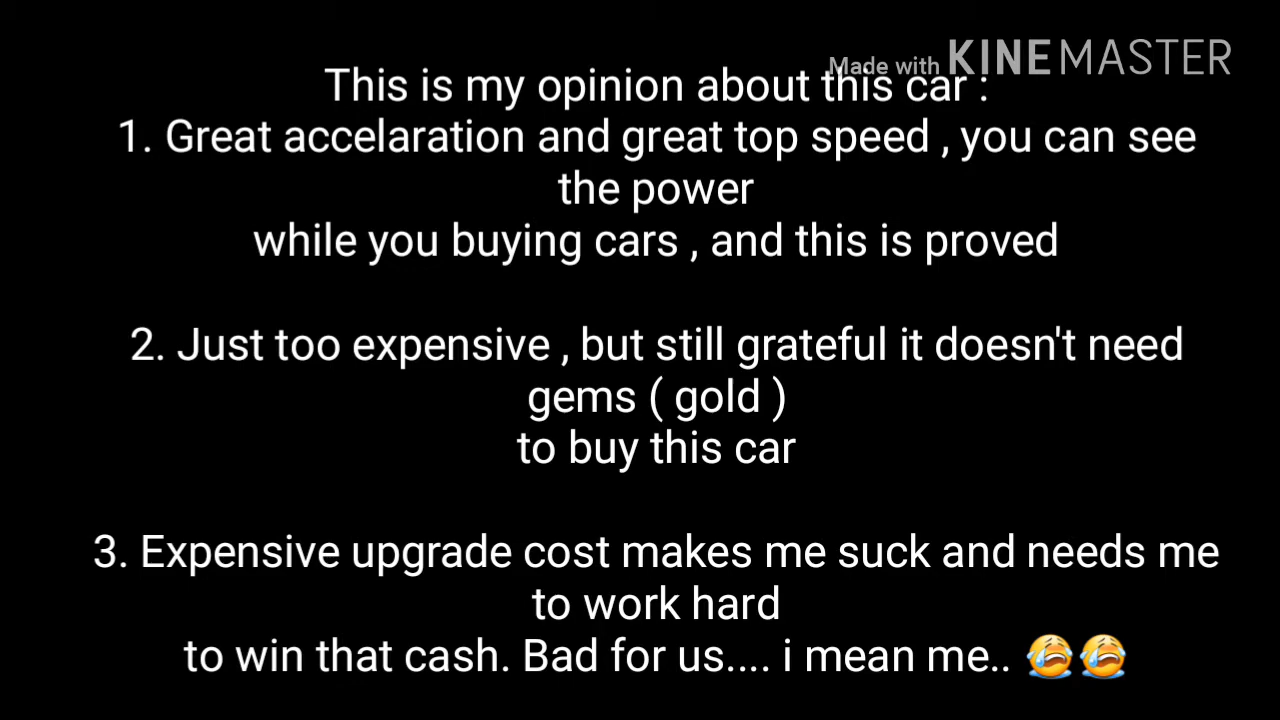 Made with KINEMASTER
This is my opinion about this car :
1. Great accelaration and great top speed , you can see
the power
while you buying cars , and this is proved
2. Just too expensive , but still grateful it doesn't need
gems ( gold )
to buy this car
3. Expensive upgrade cost makes me suck and needs me
to work hard
to win that cash. Bad for us.... i mean me.. 😭😭